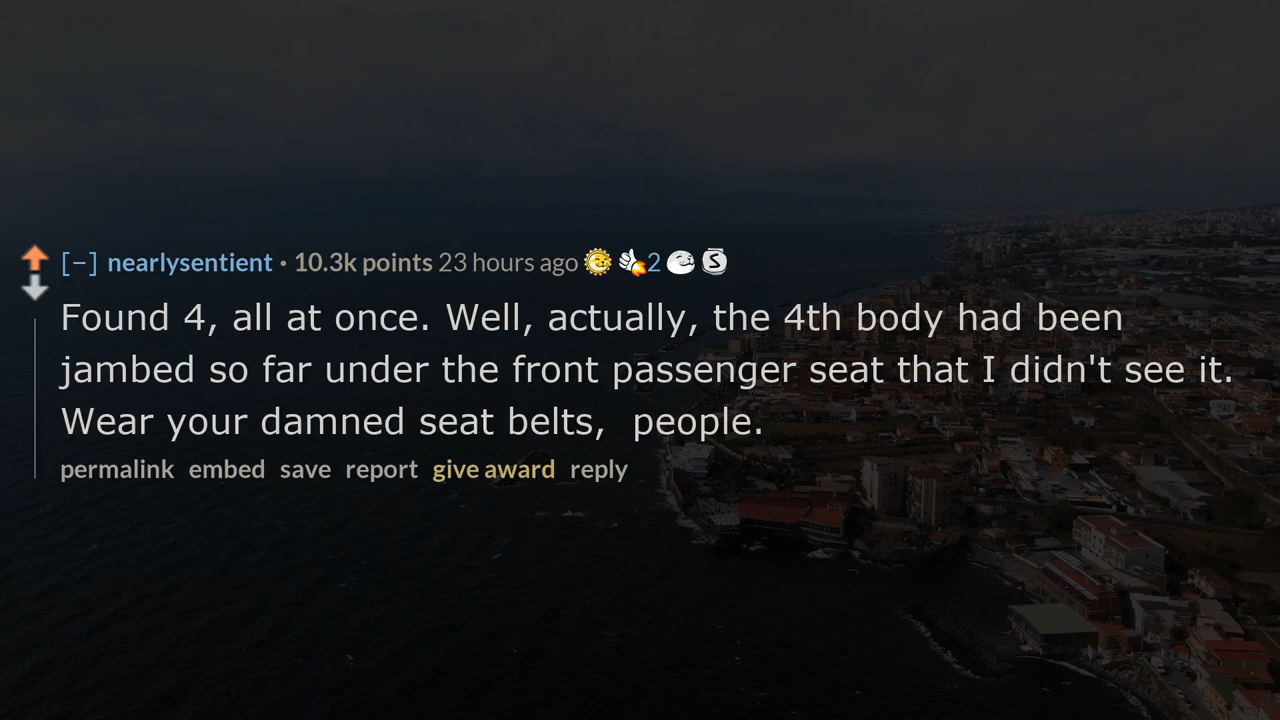 [–] nearlysentient • 10.3k points 23 hours ago 2 S
Found 4, all at once. Well, actually, the 4th body had been
jambed so far under the front passenger seat that I didn't see it.
Wear your damned seat belts, people.
permalink embed save report give award reply